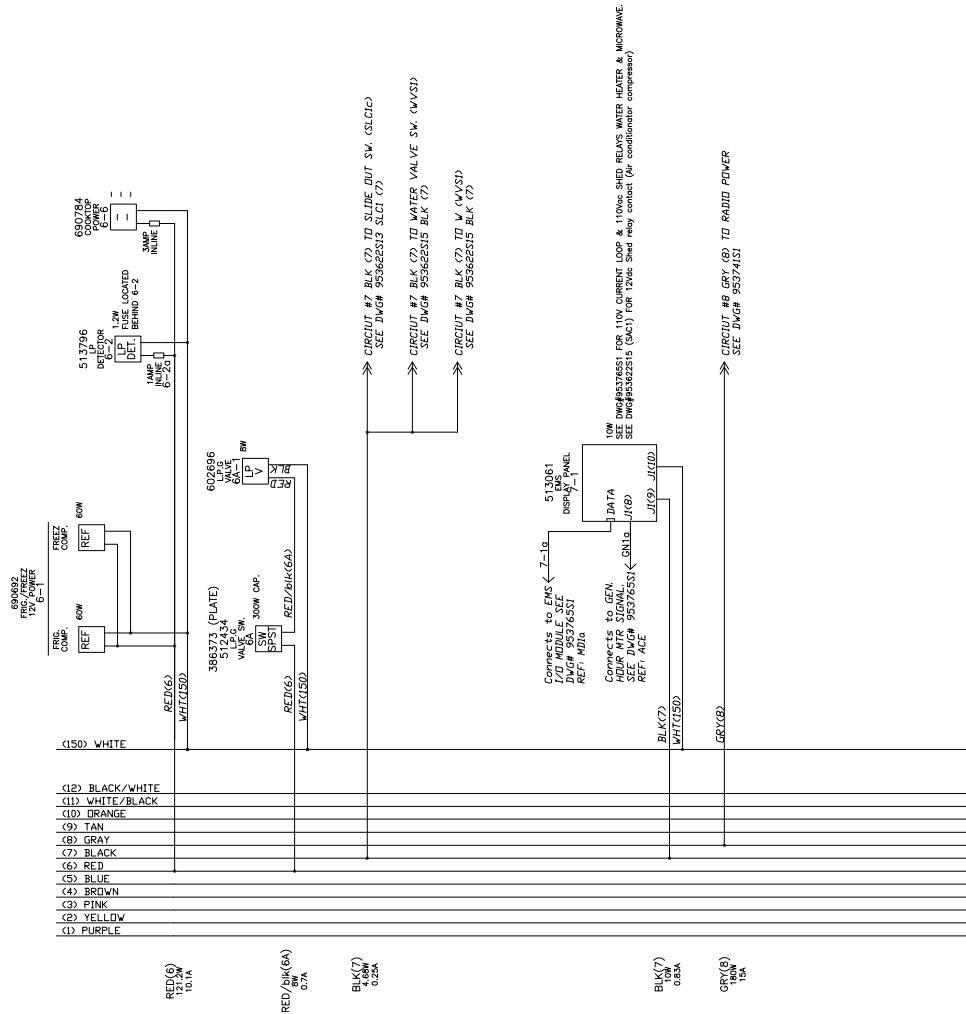 690692
FRIG./FREEZ
12V POWER
6-1
FRIG.
COMP.
REF
60W
FREEZ
COMP.
REF
60W
513796
LP
DETECTOR
6-2
LP
DET.
1.2W
FUSE LOCATED
BEHIND 6-2
1AMP
INLINE
6-2a
690784
COOKTOP
POWER
6-6
3AMP
INLINE
RED(6)
WHT(150)
386373 (PLATE)
512434
L.P.G
VALVE SW.
6A
SW
SPST
300W CAP.
RED(6)
WHT(150)
RED/blk(6A)
602696
L.P.G
VALVE
6A-1
LP
V
8W
RED
BLK
CIRCIUT #7 BLK (7) TO SLIDE OUT SW. (SLC1c)
SEE DWG# 953622S13 SLC1 (7)
CIRCIUT #7 BLK (7) TO WATER VALVE SW. (WVS1)
SEE DWG# 953622S15 BLK (7)
CIRCIUT #7 BLK (7) TO W (WVS1)
SEE DWG# 953622S15 BLK (7)
513061
EMS
DISPLAY PANEL
7-1
DATA
J1(8)
J1(9)
J1(10)
10W
SEE DWG#953765S1 FOR 110V CURRENT LOOP & 110Vac SHED RELAYS WATER HEATER & MICROWAVE.
SEE DWG#953622S15 (SAC1) FOR 12Vdc Shed relay contact (Air conditionator compressor)
7-1a
Connects to EMS
I/O MODULE SEE
DWG# 953765S1
REF: MD1a
GN1a
Connects to GEN.
HOUR MTR SIGNAL.
SEE DWG# 953765S1
REF: ACE
BLK(7)
WHT(150)
GRY(8)
CIRCIUT #8 GRY (8) TO RADIO POWER
SEE DWG# 953741S1
(150) WHITE
(12) BLACK/WHITE
(11) WHITE/BLACK
(10) ORANGE
(9) TAN
(8) GRAY
(7) BLACK
(6) RED
(5) BLUE
(4) BROWN
(3) PINK
(2) YELLOW
(1) PURPLE
RED(6)
121.2W
10.1A
RED/blk(6A)
8W
0.7A
BLK(7)
4.68W
0.25A
BLK(7)
10W
0.83A
GRY(8)
180W
15A